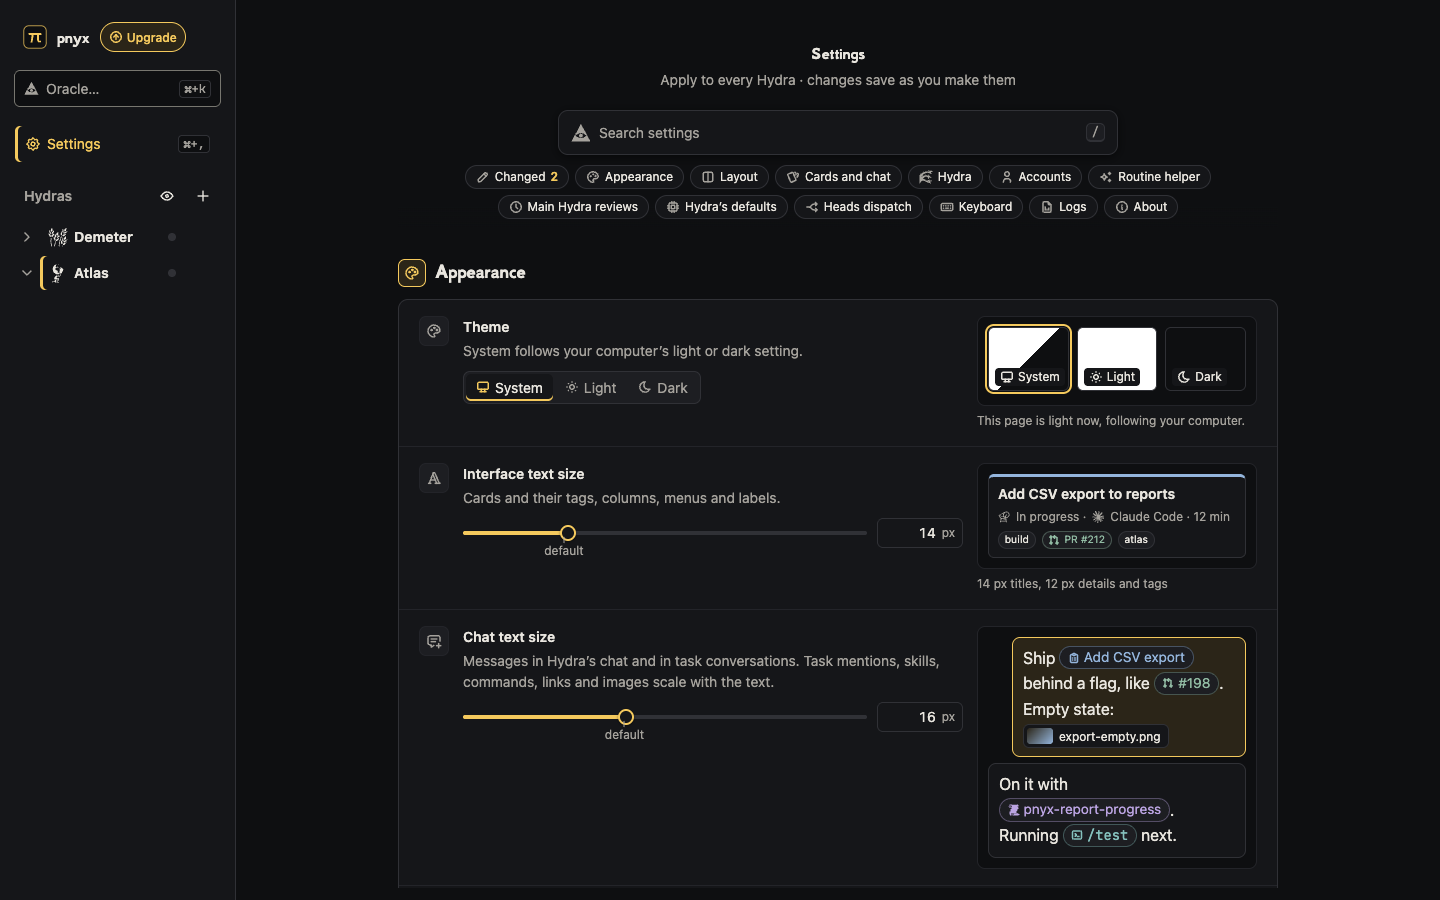 pnyx
Upgrade
Oracle...
⌘+k
Settings
⌘+,
Hydras
Demeter
Atlas
Settings
Apply to every Hydra · changes save as you make them
Search settings
/
Changed 2
Appearance
Layout
Cards and chat
Hydra
Accounts
Routine helper
Main Hydra reviews
Hydra's defaults
Heads dispatch
Keyboard
Logs
About
Appearance
Theme
System follows your computer's light or dark setting.
System
Light
Dark
System
Light
Dark
This page is light now, following your computer.
Interface text size
Cards and their tags, columns, menus and labels.
default
14 px
Add CSV export to reports
In progress · Claude Code · 12 min
build
PR #212
atlas
14 px titles, 12 px details and tags
Chat text size
Messages in Hydra's chat and in task conversations. Task mentions, skills,
commands, links and images scale with the text.
default
16 px
Ship Add CSV export
behind a flag, like #198.
Empty state:
export-empty.png
On it with
pnyx-report-progress.
Running /test next.